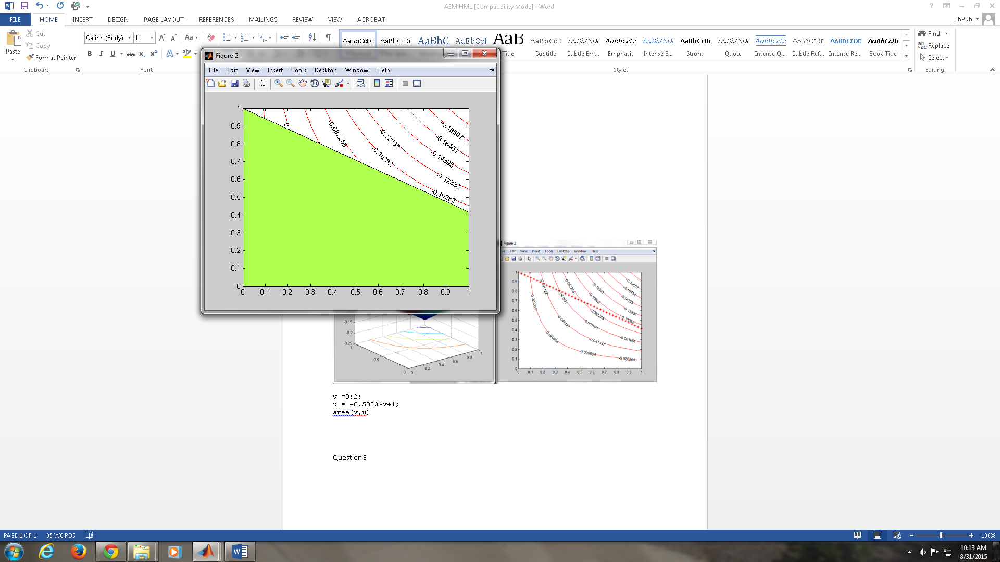 AEM HM1 [Compatibility Mode] - Word
FILE HOME INSERT DESIGN PAGE LAYOUT REFERENCES MAILINGS REVIEW VIEW ACROBAT
LibPub
Paste
Cut
Copy
Format Painter
Clipboard
Calibri (Body) 11
B I U abc x₂ x²
Font
AaBbCcDc AaBbCcDc AaBbC AaBbCcI AaB AaBbCcD AaBbCcDc AaBbCcDc AaBbCcDc AaBbCcDc AaBbCcDc AaBbCcDc AABBCCDD AABBCCDD AaBbCcDc
Title Subtitle Subtle Em... Emphasis Intense E... Strong Quote Intense Q... Subtle Ref... Intense Re... Book Title
Styles
Find
Replace
Select
Editing
Figure 2
File Edit View Insert Tools Desktop Window Help
1
0.9
0.8
0.7
0.6
0.5
0.4
0.3
0.2
0.1
0
0 0.1 0.2 0.3 0.4 0.5 0.6 0.7 0.8 0.9 1
-0.082255
-0.12338
-0.10282
-0.18507
-0.16451
-0.14395
-0.12338
-0.10282
-0.15
-0.2
-0.25
1
0.5
0
0 0.2 0.4 0.6 0.8 1
Figure 2
File Edit View Insert Tools Desktop Window Help
1
0.9
0.8
0.7
0.6
0.5
0.4
0.3
0.2
0.1
0
0 0.1 0.2 0.3 0.4 0.5 0.6 0.7 0.8 0.9 1
-0.020564
-0.041127
-0.082255
-0.061691
-0.12338
-0.10282
-0.18507
-0.16451
-0.14395
-0.12338
-0.10282
-0.082255
-0.061691
-0.061691
-0.041127
-0.041127
-0.020564
-0.020564
-0.020564
v =0:2;
u = -0.5833*v+1;
area(v,u)
Question 3
PAGE 1 OF 1 35 WORDS
100%
10:13 AM
8/31/2015